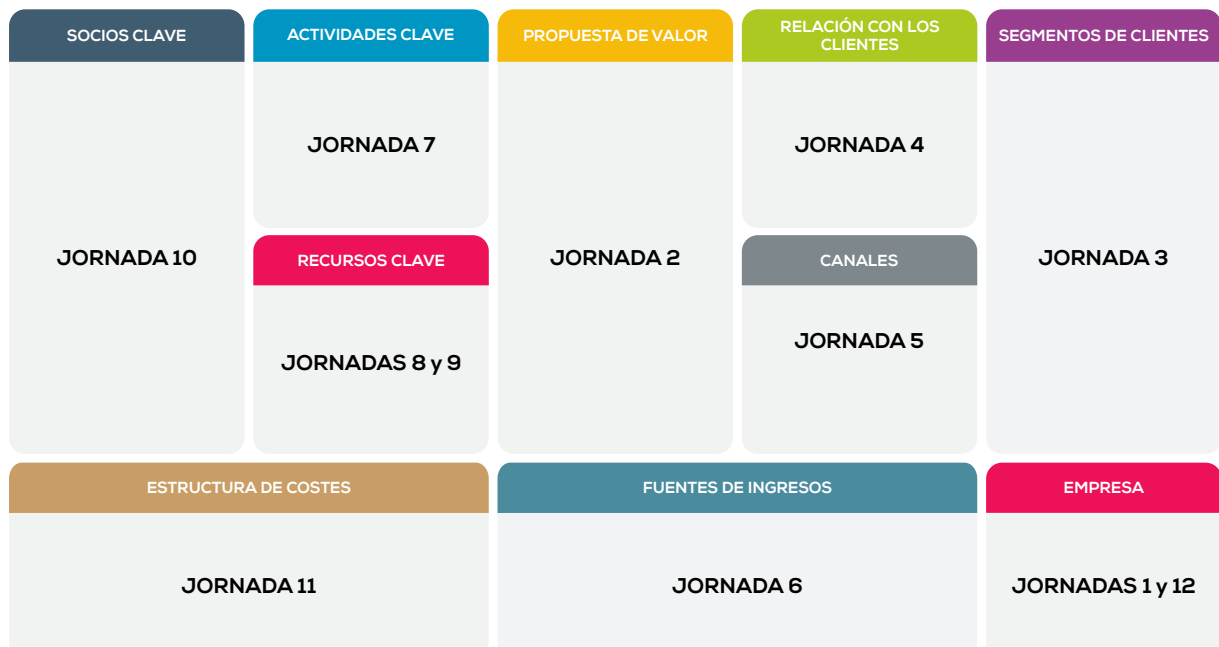 SOCIOS CLAVE
JORNADA 10
ACTIVIDADES CLAVE
JORNADA 7
RECURSOS CLAVE
JORNADAS 8 y 9
PROPUESTA DE VALOR
JORNADA 2
RELACIÓN CON LOS
CLIENTES
JORNADA 4
CANALES
JORNADA 5
SEGMENTOS DE CLIENTES
JORNADA 3
ESTRUCTURA DE COSTES
JORNADA 11
FUENTES DE INGRESOS
JORNADA 6
EMPRESA
JORNADAS 1 y 12